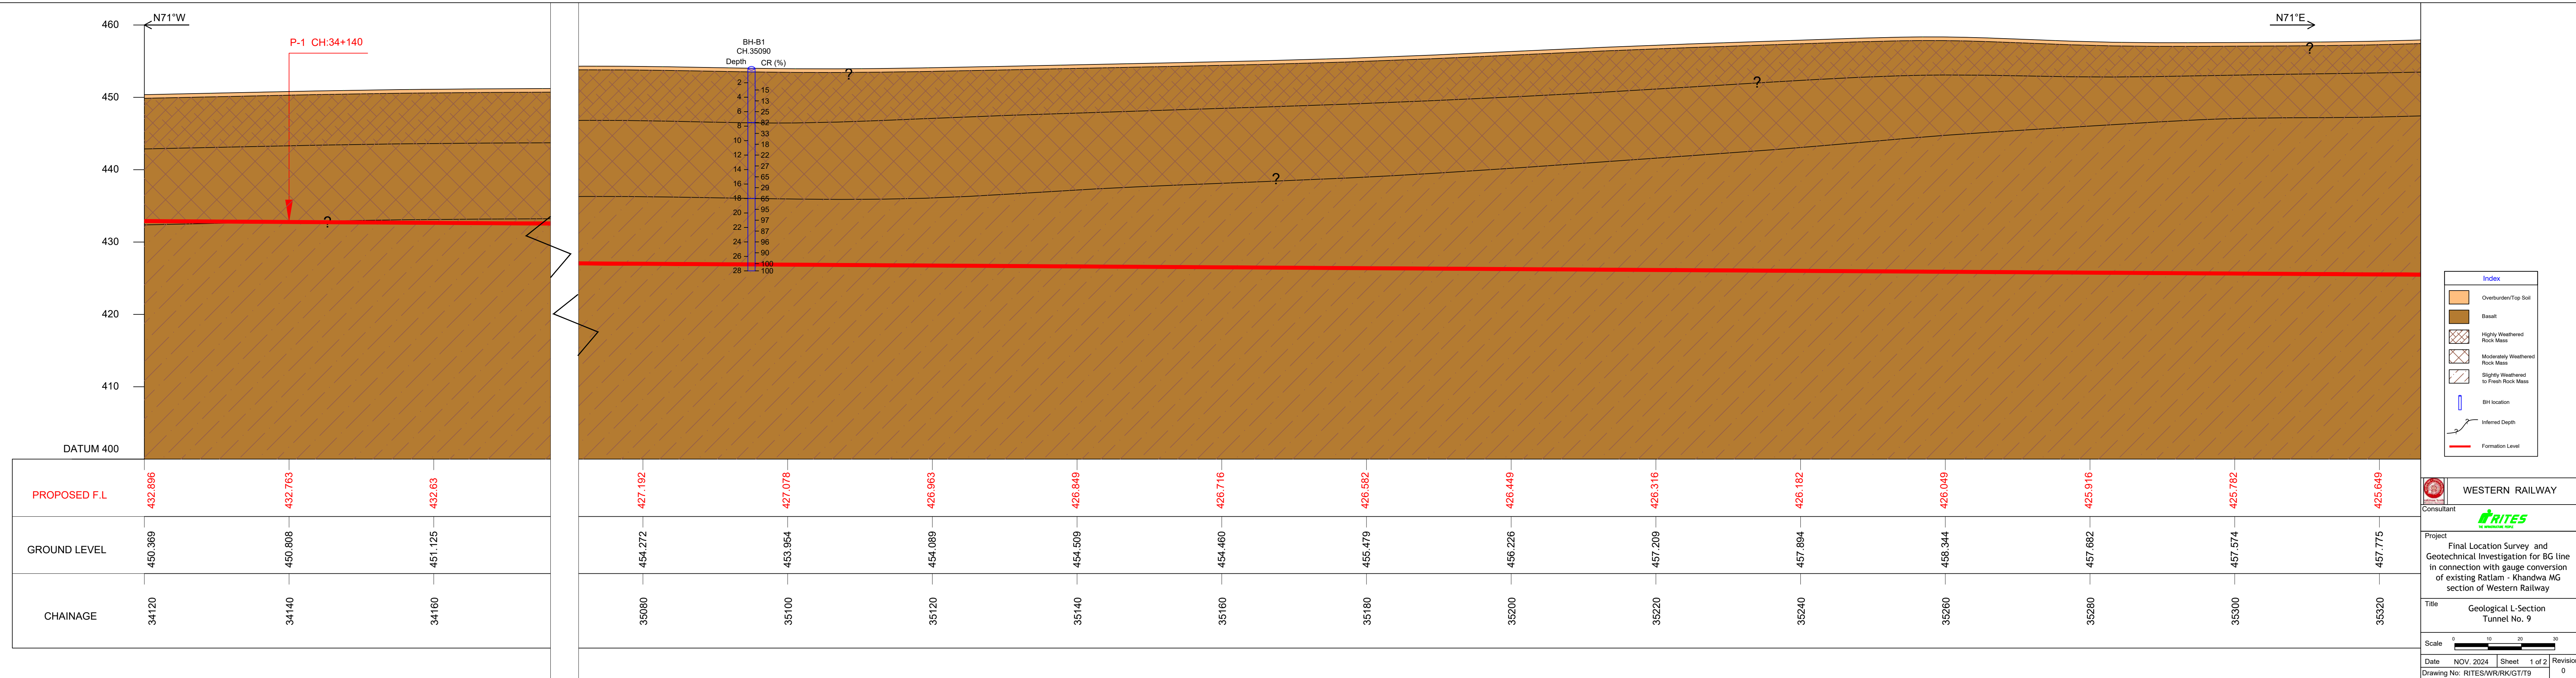 460
N71°W
P-1 CH:34+140
450
440
430
420
410
DATUM 400
?
BH-B1
CH.35090
Depth CR (%)
2
15
4
13
6
25
82
8
33
10
18
12
22
27
14
65
16
29
18
65
95
20
97
22
87
24
96
90
26
100
28
100
?
?
?
?
N71°E
Index
Overburden/Top Soil
Basalt
Highly Weathered
Rock Mass
Moderately Weathered
Rock Mass
Slightly Weathered
to Fresh Rock Mass
BH location
? ?
Inferred Depth
Formation Level
PROPOSED F.L 432.896 432.763 432.63 427.192 427.078 426.963 426.849 426.716 426.582 426.449 426.316 426.182 426.049 425.916 425.782 425.649
GROUND LEVEL 450.369 450.808 451.125 454.272 453.954 454.089 454.509 454.460 455.479 456.226 457.209 457.894 458.344 457.682 457.574 457.775
CHAINAGE 34120 34140 34160 35080 35100 35120 35140 35160 35180 35200 35220 35240 35260 35280 35300 35320
WESTERN RAILWAY
Consultant
RITES
Project
Final Location Survey and
Geotechnical Investigation for BG line
in connection with gauge conversion
of existing Ratlam - Khandwa MG
section of Western Railway
Title
Geological L-Section
Tunnel No. 9
Scale
0 10 20 30
Date NOV. 2024 Sheet 1 of 2 Revision
0
Drawing No: RITES/WR/RK/GT/T9